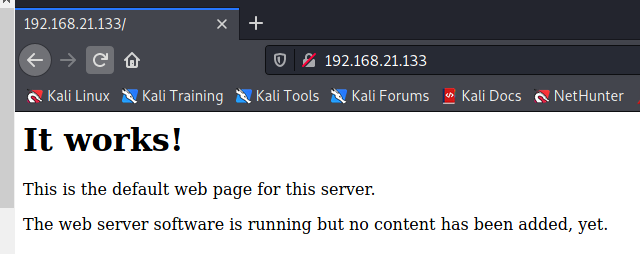 192.168.21.133/
192.168.21.133
Kali Linux Kali Training Kali Tools Kali Forums Kali Docs NetHunter
It works!
This is the default web page for this server.
The web server software is running but no content has been added, yet.